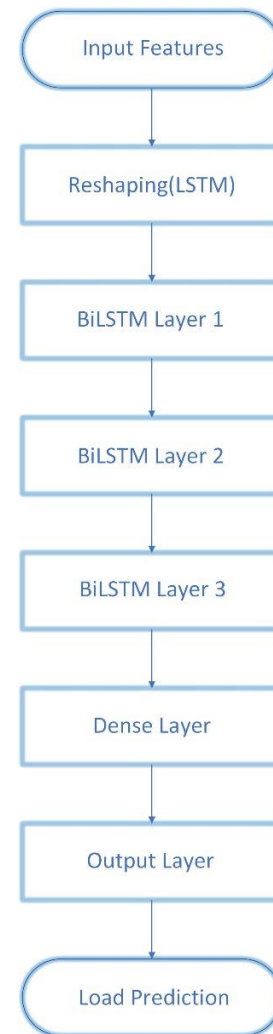 Input Features
Reshaping(LSTM)
BiLSTM Layer 1
BiLSTM Layer 2
BiLSTM Layer 3
Dense Layer
Output Layer
Load Prediction